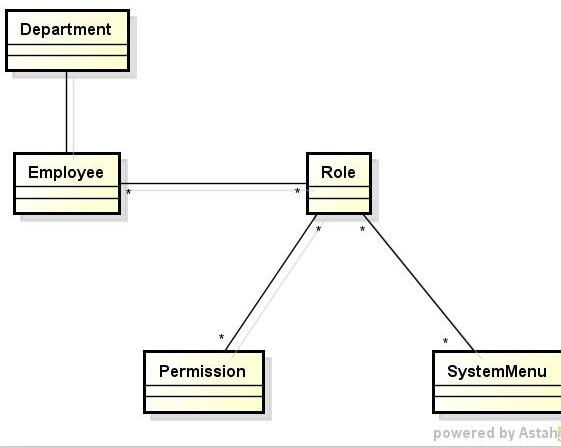 Department
Employee
Role
*
*
*
*
*
*
Permission
SystemMenu
powered by Astah